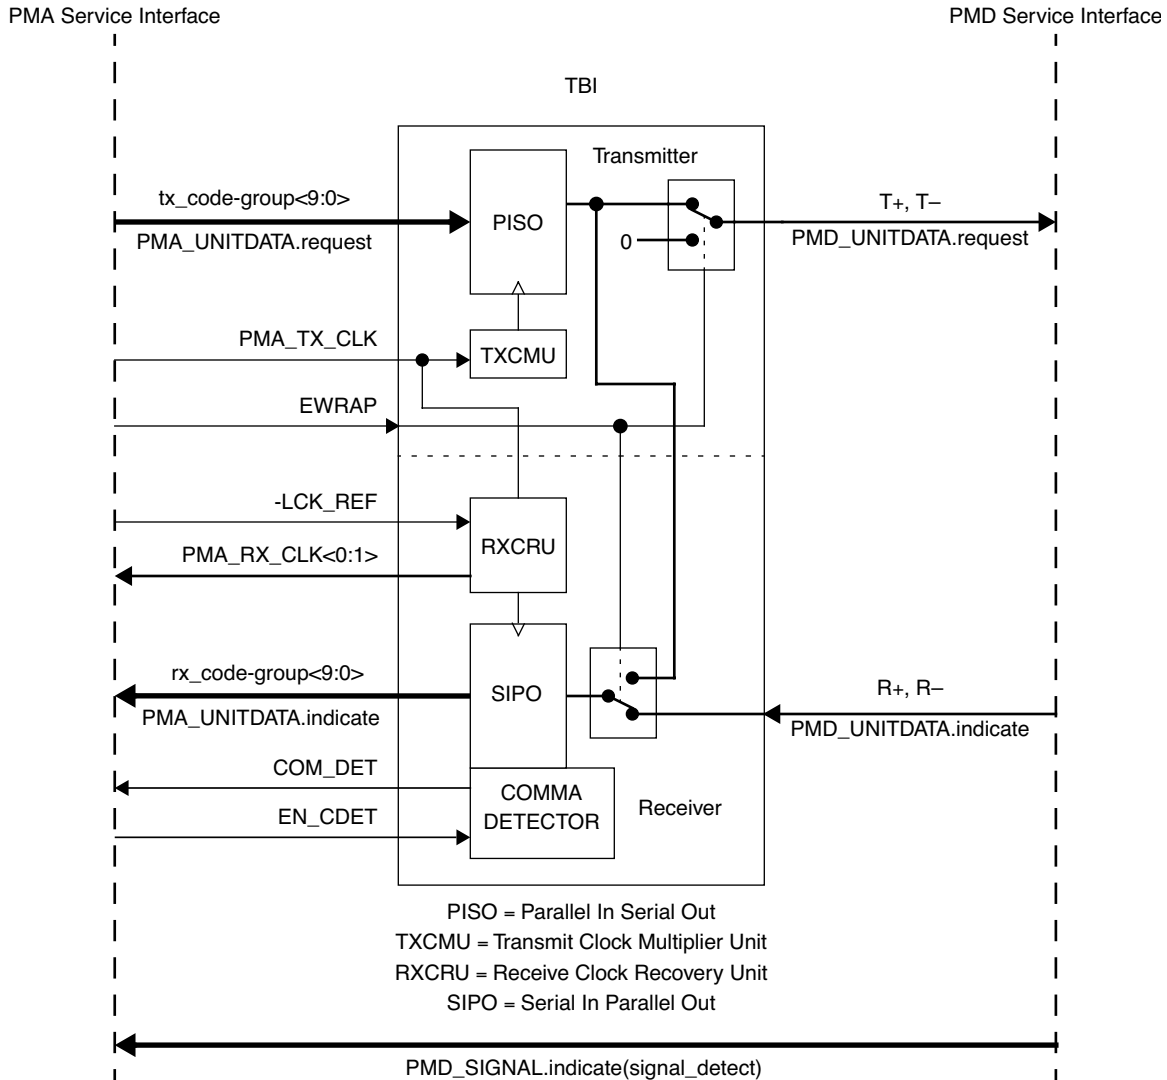 PMA Service Interface
PMD Service Interface
TBI
Transmitter
tx_code-group<9:0>
PMA_UNITDATA.request
PISO
0
T+, T–
PMD_UNITDATA.request
PMA_TX_CLK
TXCMU
EWRAP
-LCK_REF
RXCRU
PMA_RX_CLK<0:1>
rx_code-group<9:0>
PMA_UNITDATA.indicate
SIPO
R+, R–
PMD_UNITDATA.indicate
COM_DET
EN_CDET
COMMA
DETECTOR
Receiver
PISO = Parallel In Serial Out
TXCMU = Transmit Clock Multiplier Unit
RXCRU = Receive Clock Recovery Unit
SIPO = Serial In Parallel Out
PMD_SIGNAL.indicate(signal_detect)